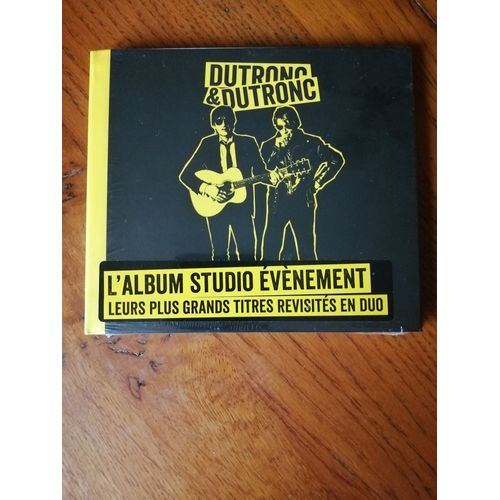 DUTRONC
&DUTRONC
L'ALBUM STUDIO ÉVÈNEMENT
LEURS PLUS GRANDS TITRES REVISITÉS EN DUO